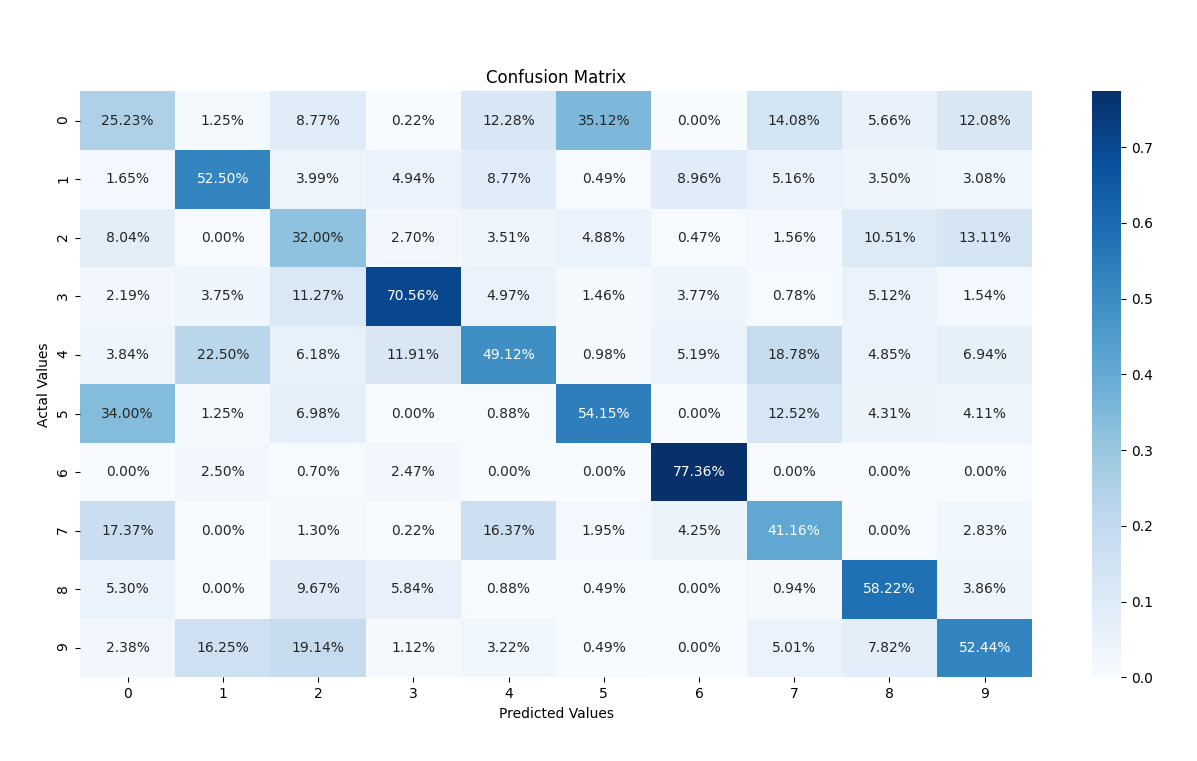 Confusion Matrix
0 25.23% 1.25% 8.77% 0.22% 12.28% 35.12% 0.00% 14.08% 5.66% 12.08%
1 1.65% 52.50% 3.99% 4.94% 8.77% 0.49% 8.96% 5.16% 3.50% 3.08%
2 8.04% 0.00% 32.00% 2.70% 3.51% 4.88% 0.47% 1.56% 10.51% 13.11%
3 2.19% 3.75% 11.27% 70.56% 4.97% 1.46% 3.77% 0.78% 5.12% 1.54%
4 3.84% 22.50% 6.18% 11.91% 49.12% 0.98% 5.19% 18.78% 4.85% 6.94%
5 34.00% 1.25% 6.98% 0.00% 0.88% 54.15% 0.00% 12.52% 4.31% 4.11%
6 0.00% 2.50% 0.70% 2.47% 0.00% 0.00% 77.36% 0.00% 0.00% 0.00%
7 17.37% 0.00% 1.30% 0.22% 16.37% 1.95% 4.25% 41.16% 0.00% 2.83%
8 5.30% 0.00% 9.67% 5.84% 0.88% 0.49% 0.00% 0.94% 58.22% 3.86%
9 2.38% 16.25% 19.14% 1.12% 3.22% 0.49% 0.00% 5.01% 7.82% 52.44%
0 1 2 3 4 5 6 7 8 9
Predicted Values
Actal Values
0.7
0.6
0.5
0.4
0.3
0.2
0.1
0.0